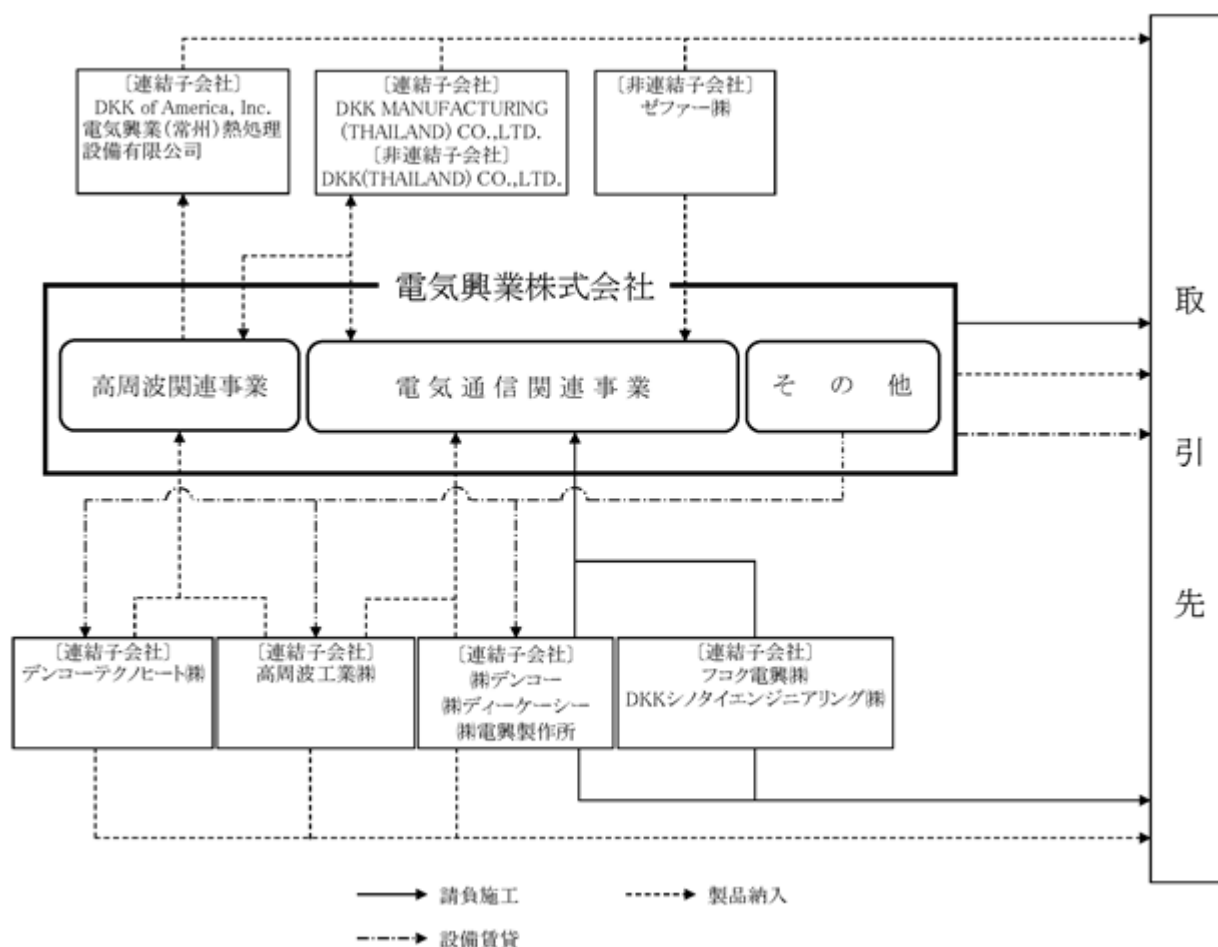 〔連結子会社〕
DKK of America, Inc.
電気興業(常州)熱処理
設備有限公司
〔連結子会社〕
DKK MANUFACTURING
(THAILAND) CO.,LTD.
〔非連結子会社〕
DKK(THAILAND) CO.,LTD.
〔非連結子会社〕
ゼファー㈱
電気興業株式会社
高周波関連事業
電気通信関連事業
その他
取引先
〔連結子会社〕
デンコーテクノヒート㈱
〔連結子会社〕
高周波工業㈱
〔連結子会社〕
㈱デンコー
㈱ディーケーシー
㈱電興製作所
〔連結子会社〕
フコク電興㈱
DKKシノタイエンジニアリング㈱
請負施工
製品納入
設備賃貸